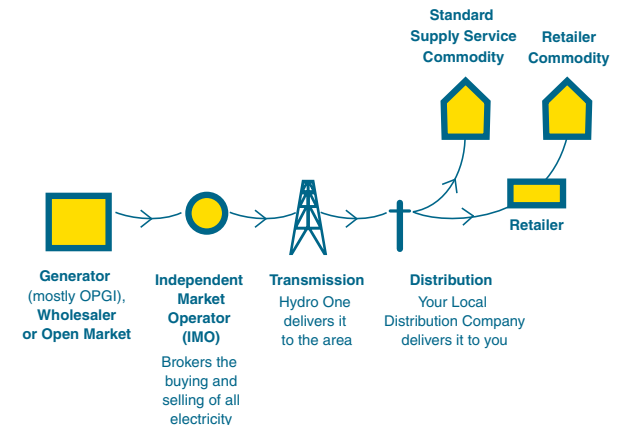 Standard
Supply Service
Commodity
Retailer
Commodity
Retailer
Generator
(mostly OPGI),
Wholesaler
or Open Market
Independent
Market
Operator
(IMO)
Brokers the
buying and
selling of all
electricity
Transmission
Hydro One
delivers it
to the area
Distribution
Your Local
Distribution Company
delivers it to you